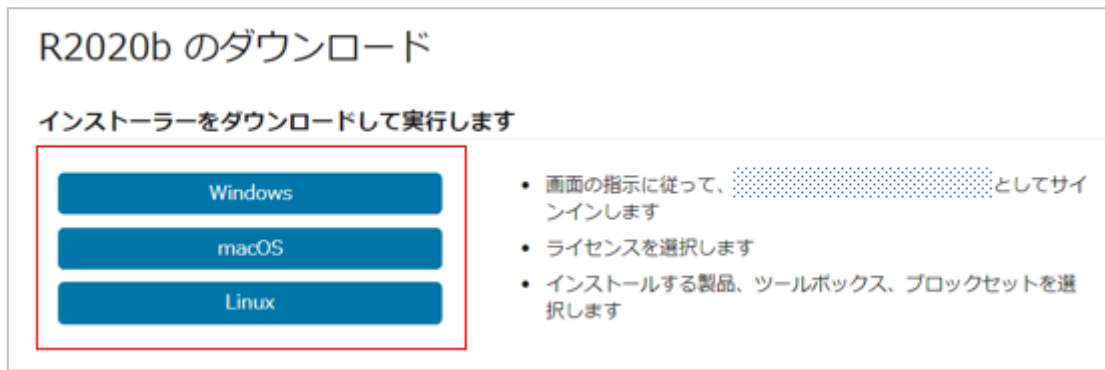 R2020b のダウンロード
インストーラーをダウンロードして実行します
Windows
macOS
Linux
画面の指示に従って、としてサイ
ンインします
ライセンスを選択します
インストールする製品、ツールボックス、ブロックセットを選
択します